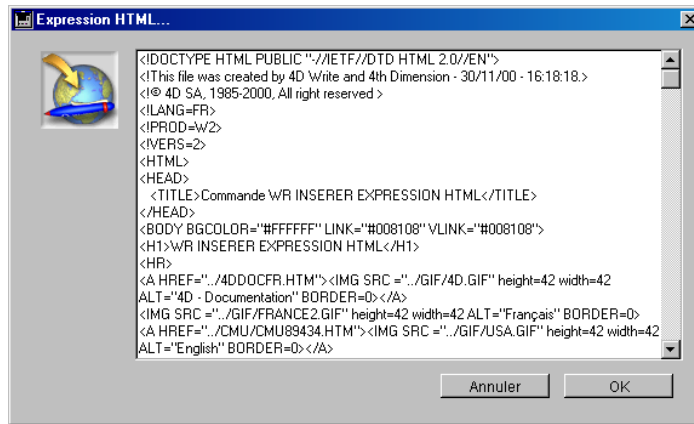 Expression HTML...
<!DOCTYPE HTML PUBLIC "-//IETF//DTD HTML 2.0//EN">
<!This file was created by 4D Write and 4th Dimension - 30/11/00 - 16:18:18.>
<!© 4D SA, 1985-2000, All right reserved >
<!LANG=FR>
<!PROD=W2>
<!VERS=2>
<HTML>
<HEAD>
<TITLE>Commande WR INSERER EXPRESSION HTML</TITLE>
</HEAD>
<BODY BGCOLOR="#FFFFFF" LINK="#008108" VLINK="#008108">
<H1>WR INSERER EXPRESSION HTML</H1>
<HR>
<A HREF="../4DDOCFR.HTM"><IMG SRC ="../GIF/4D.GIF" height=42 width=42
ALT="4D - Documentation" BORDER=0></A>
<IMG SRC ="../GIF/FRANCE2.GIF" height=42 width=42 ALT="Français" BORDER=0>
<A HREF="../CMU/CMU89434.HTM"><IMG SRC ="../GIF/USA.GIF" height=42 width=42
ALT="English" BORDER=0></A>
Annuler
OK